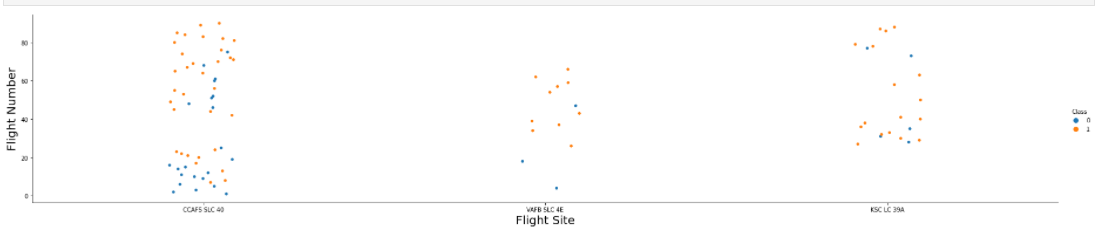 Flight Number
80
60
40
20
0
CCAFS SLC 40
VAFB SLC 4E
KSC LC 39A
Flight Site
Class
0
1